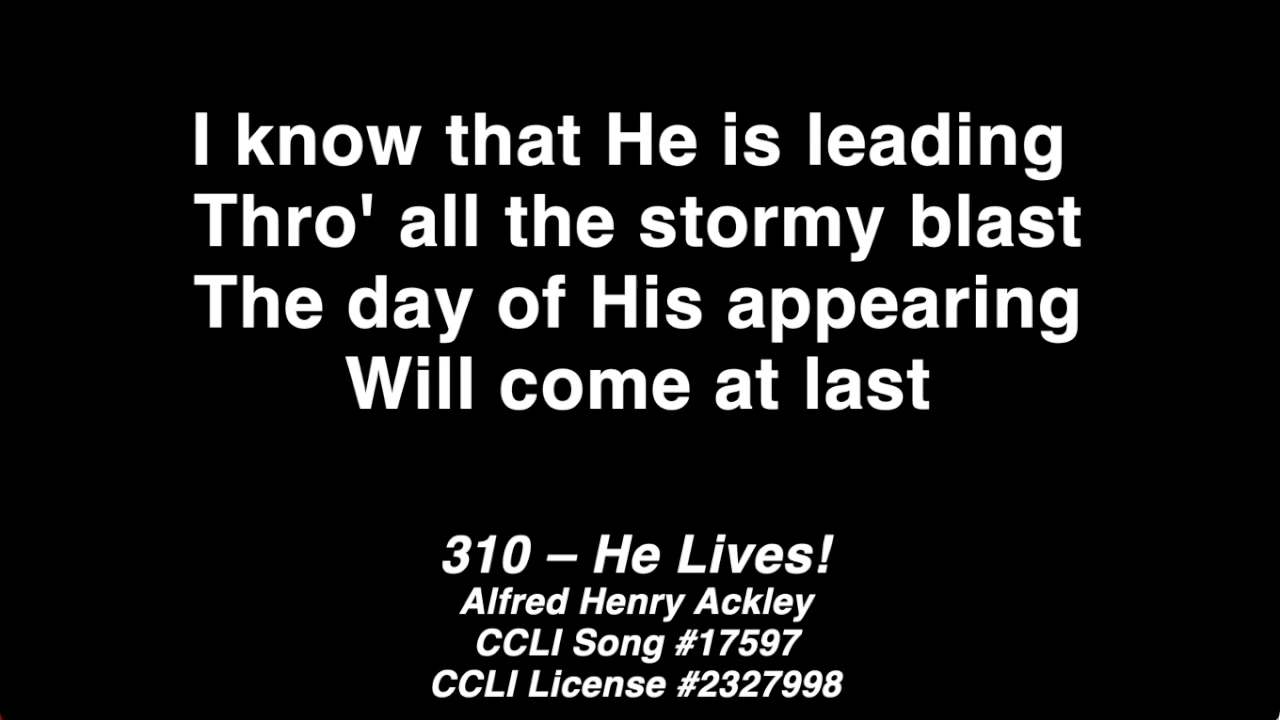 I know that He is leading
Thro' all the stormy blast
The day of His appearing
Will come at last
310 – He Lives!
Alfred Henry Ackley
CCLI Song #17597
CCLI License #2327998